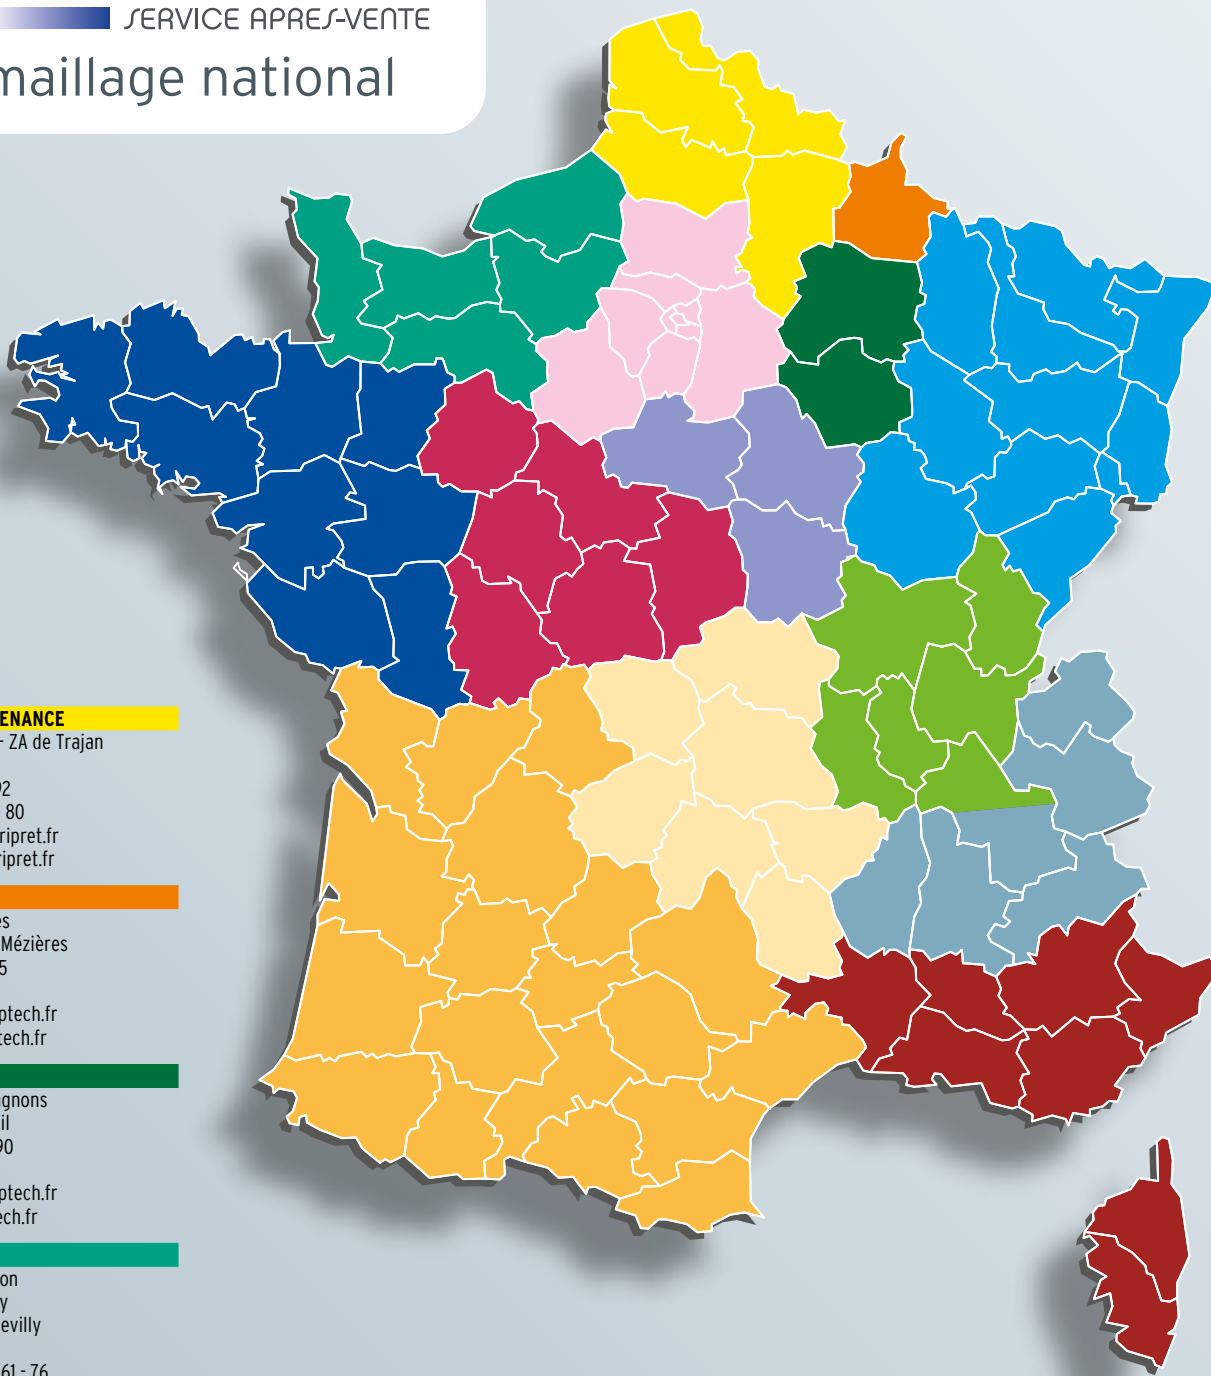 SERVICE APRES-VENTE
maillage national
ENANCE
- ZA de Trajan
92
80
ripret.fr
ripret.fr
es
Mézières
5
ptech.fr
tech.fr
gnons
il
90
ptech.fr
ech.fr
on
y
evilly
61 - 76